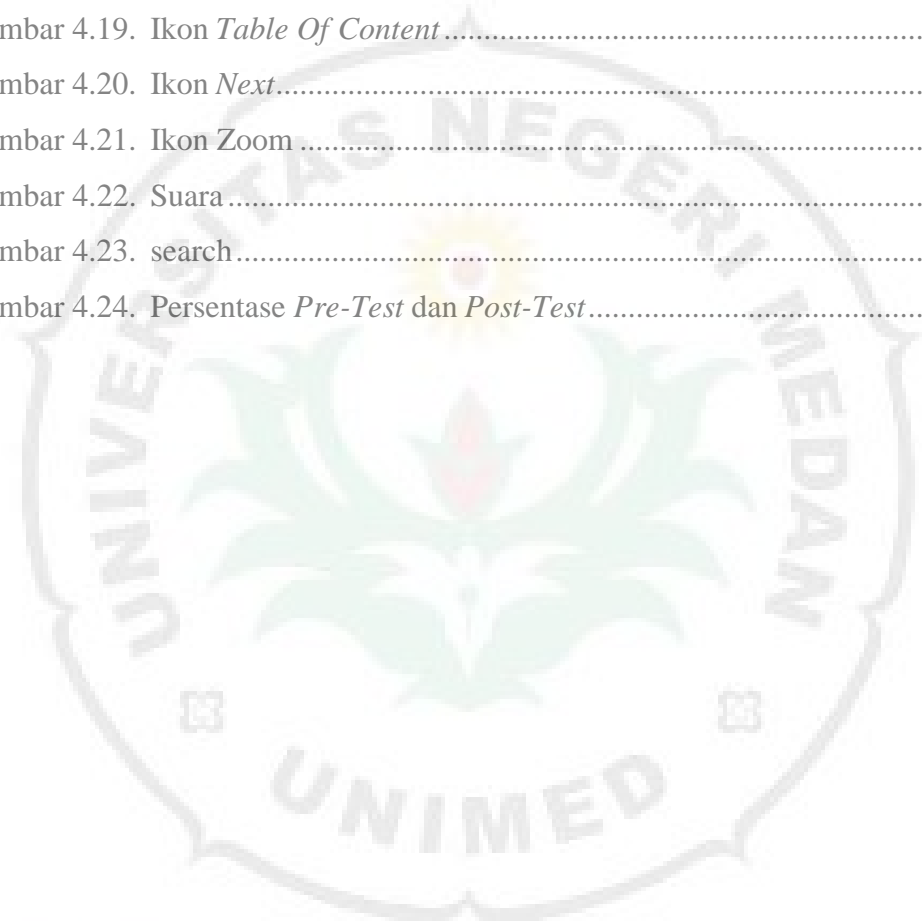 mbar 4.19. Ikon Table Of Content........................................................
mbar 4.20. Ikon Next..............................................................................
mbar 4.21. Ikon Zoom...........................................................................
mbar 4.22. Suara....................................................................................
mbar 4.23. search...................................................................................
mbar 4.24. Persentase Pre-Test dan Post-Test........................................
UNIVERSITAS NEGERI MEDAN
UNIMED